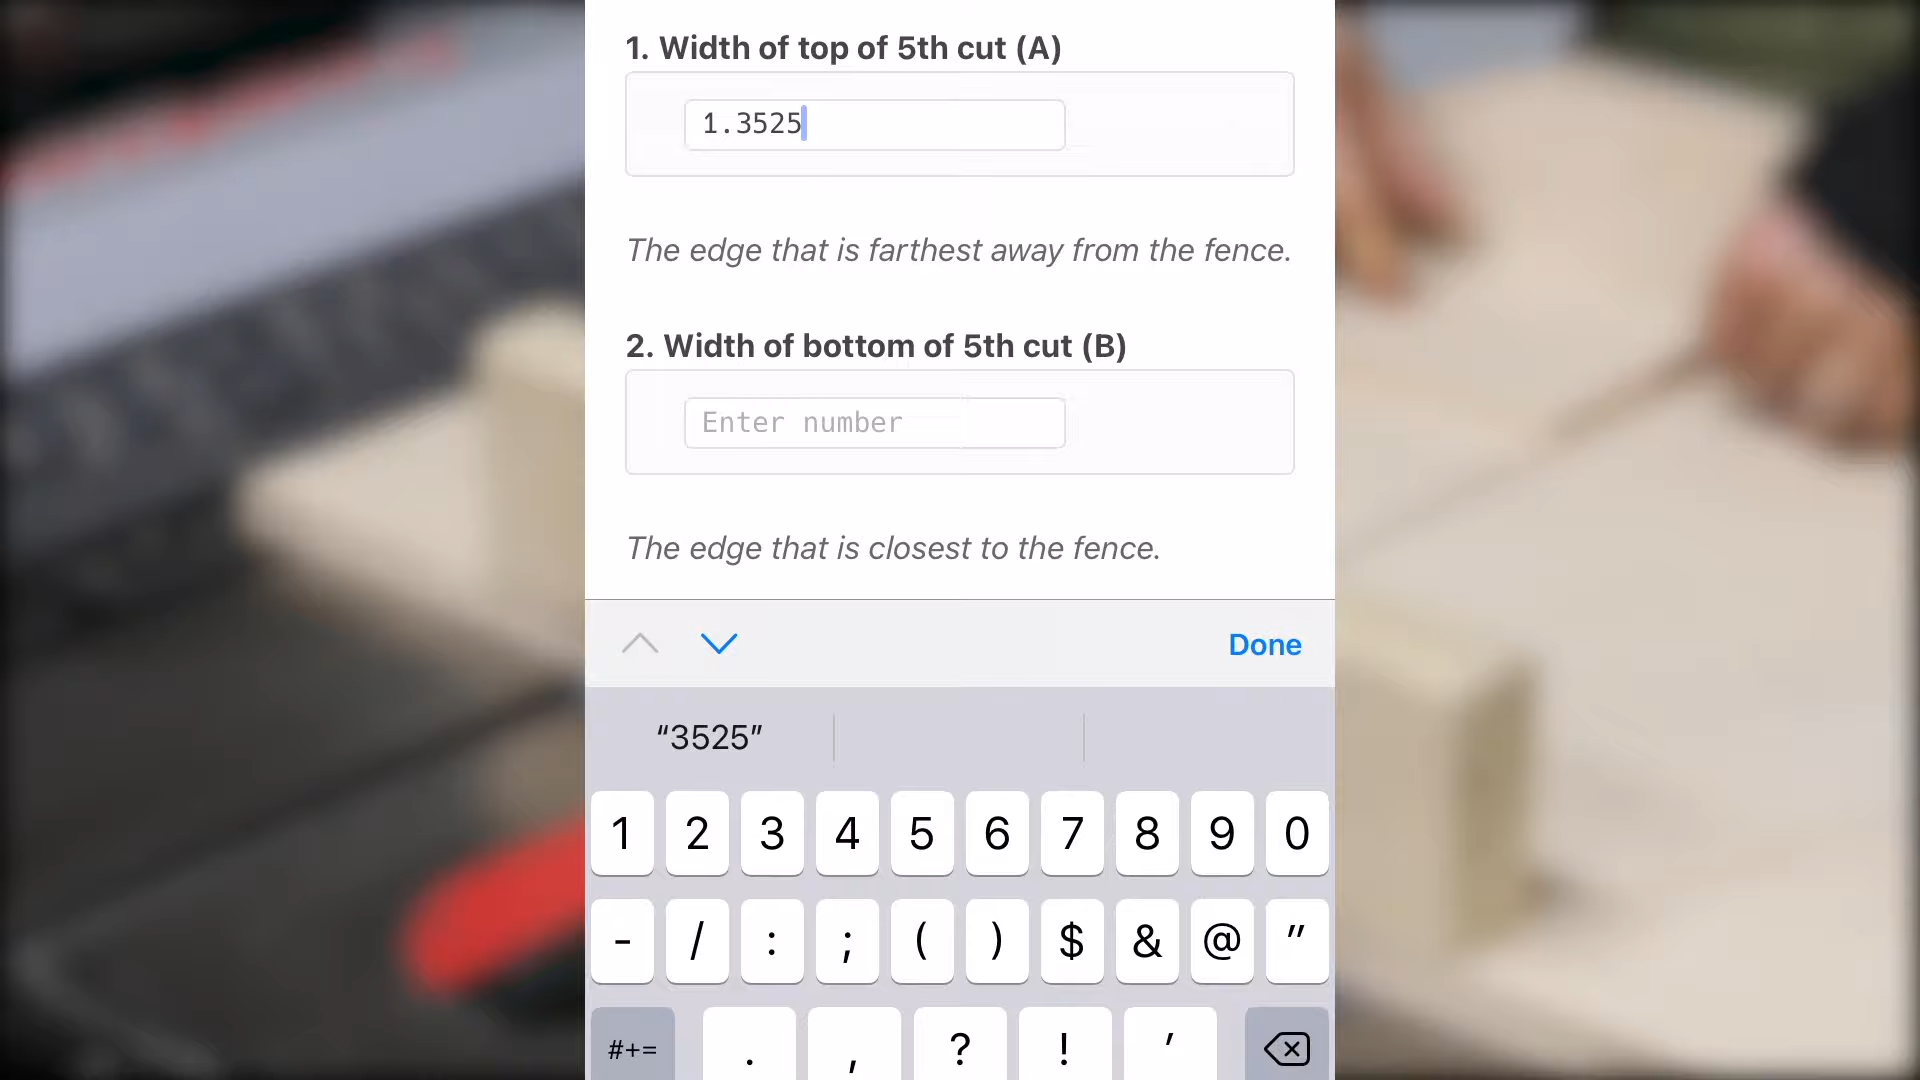 1. Width of top of 5th cut (A)
1.3525
The edge that is farthest away from the fence.
2. Width of bottom of 5th cut (B)
Enter number
The edge that is closest to the fence.
Done
“3525”
1 2 3 4 5 6 7 8 9 0
- / : ; ( ) $ & @ "
#+= . , ? ! '